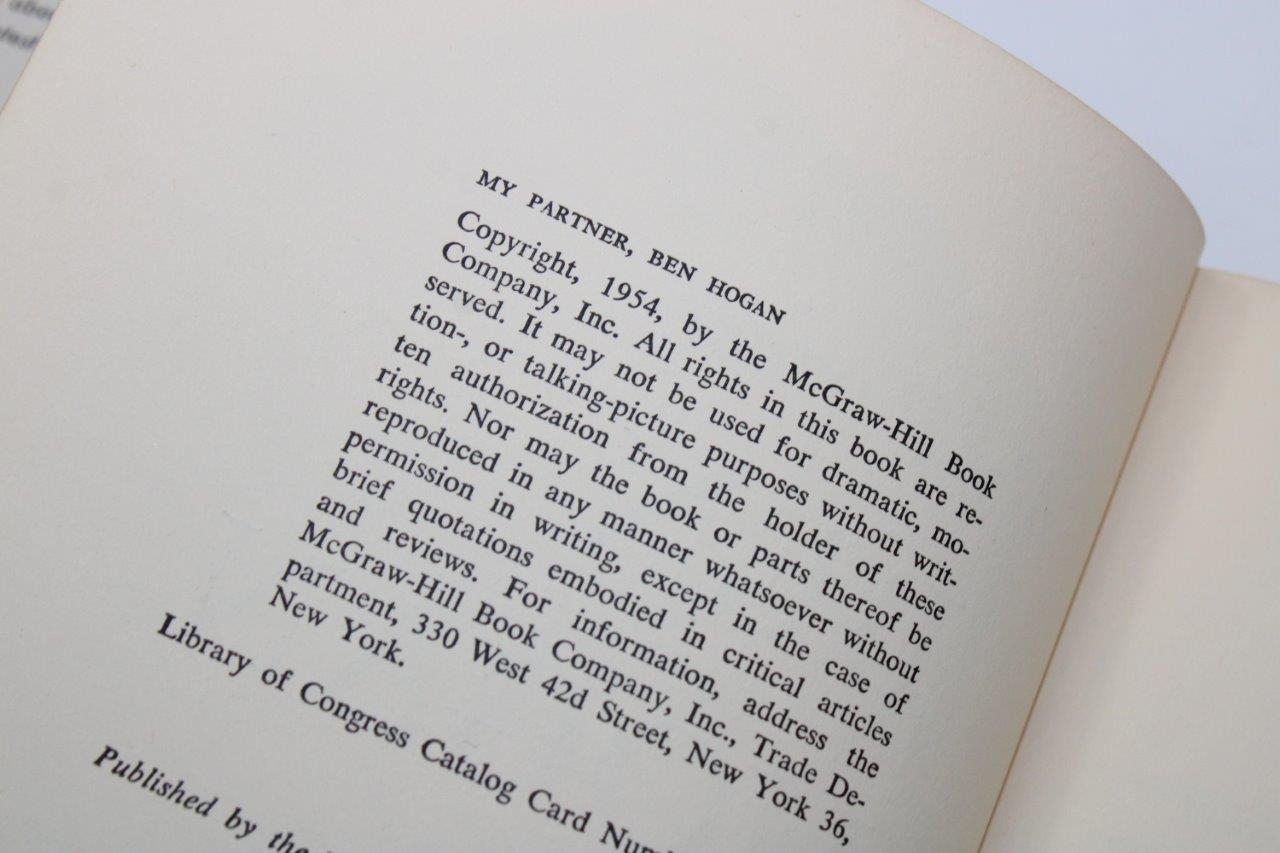 MY PARTNER, BEN HOGAN
Copyright, 1954, by the McGraw-Hill Book
Company, Inc. All rights in this book are re-
served. It may not be used for dramatic, mo-
tion-, or talking-picture purposes without writ-
ten authorization from the holder of these
rights. Nor may the book or parts thereof be
reproduced in any manner whatsoever without
permission in writing, except in the case of
brief quotations embodied in critical articles
and reviews. For information, address the
McGraw-Hill Book Company, Inc., Trade De-
partment, 330 West 42d Street, New York 36,
New York.
Library of Congress Catalog Card
Published by the